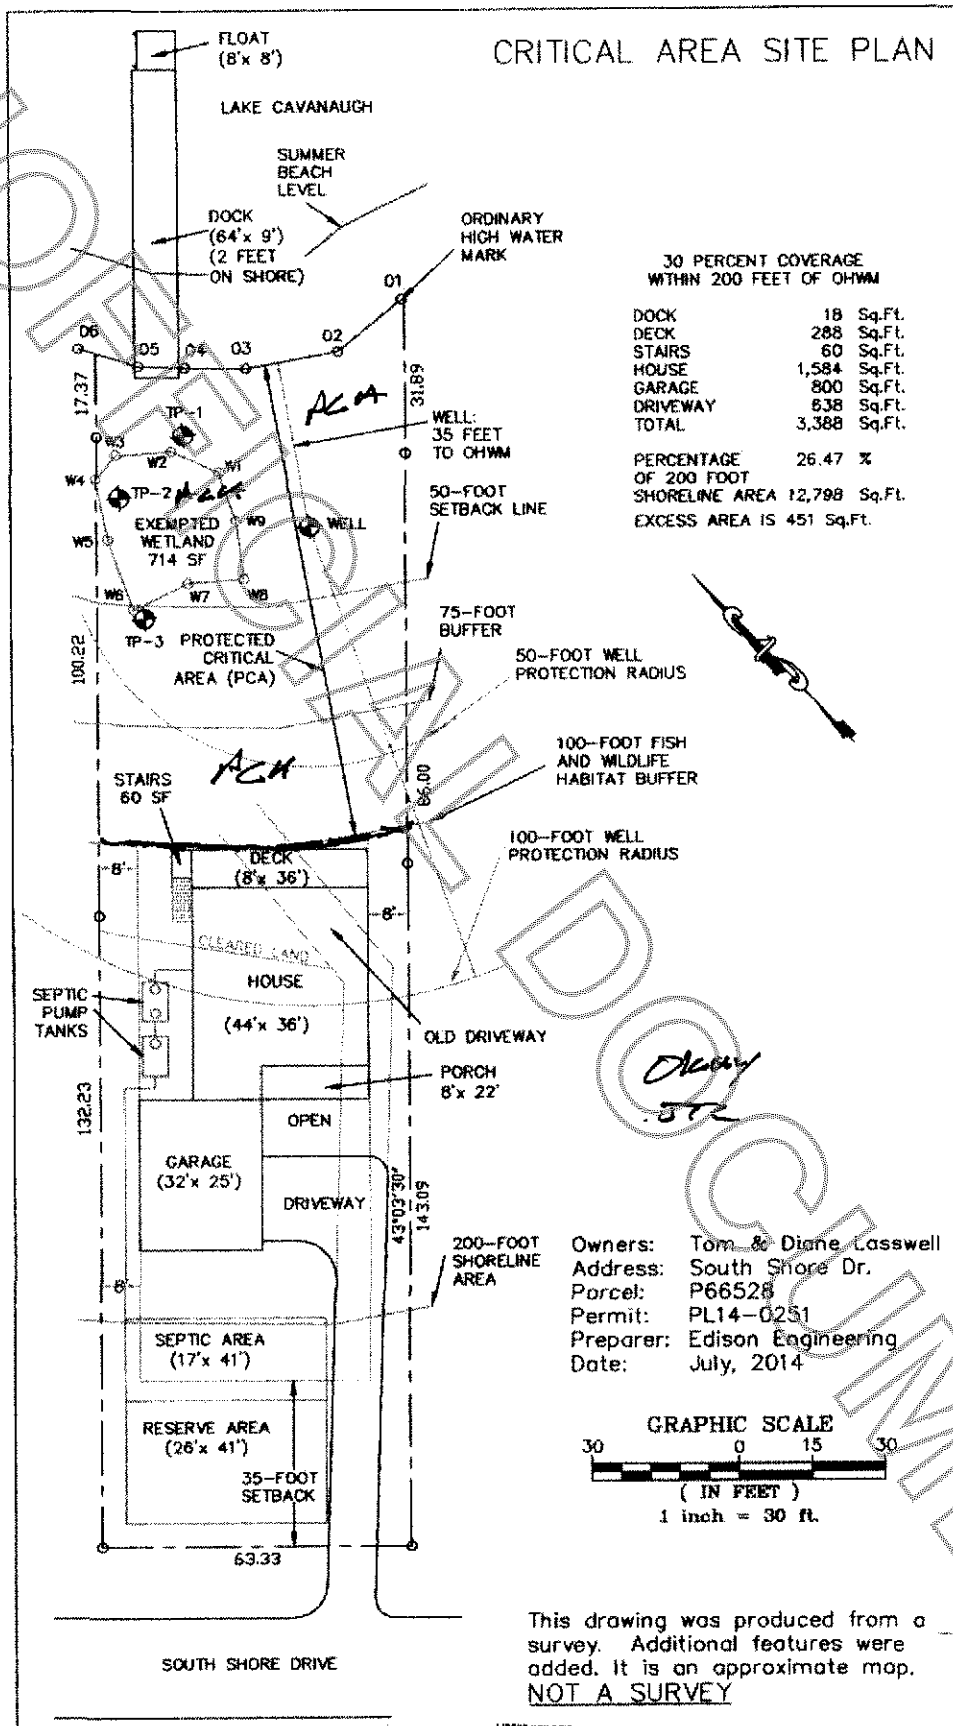 CRITICAL AREA SITE PLAN
FLOAT
(8'x 8')
LAKE CAVANAUGH
SUMMER
BEACH
LEVEL
DOCK
(64'x 9')
(2 FEET
ON SHORE)
ORDINARY
HIGH WATER
MARK
30 PERCENT COVERAGE
WITHIN 200 FEET OF OHWM
DOCK 18 Sq.Ft.
DECK 288 Sq.Ft.
STAIRS 60 Sq.Ft.
HOUSE 1,584 Sq.Ft.
GARAGE 800 Sq.Ft.
DRIVEWAY 638 Sq.Ft.
TOTAL 3,388 Sq.Ft.
PERCENTAGE 26.47 %
OF 200 FOOT
SHORELINE AREA 12,798 Sq.Ft.
EXCESS AREA IS 451 Sq.Ft.
O1
O2
O3
O4
O5
O6
17.37
31.89
TP-1
W3
W2
W1
W4
TP-2
W9
EXEMPTED
WETLAND
714 SF
W5
W6
W7
W8
TP-3
WELL
WELL:
35 FEET
TO OHWM
50-FOOT
SETBACK LINE
75-FOOT
BUFFER
PROTECTED
CRITICAL
AREA (PCA)
50-FOOT WELL
PROTECTION RADIUS
100.22
86.00
100-FOOT FISH
AND WILDLIFE
HABITAT BUFFER
STAIRS
60 SF
100-FOOT WELL
PROTECTION RADIUS
DECK
(8'x 36')
8'
8'
CLEARED LAND
HOUSE
(44'x 36')
SEPTIC
PUMP
TANKS
OLD DRIVEWAY
PORCH
8'x 22'
OPEN
132.23
GARAGE
(32'x 25')
DRIVEWAY
43°03'30"
143.09
200-FOOT
SHORELINE
AREA
8'
SEPTIC AREA
(17'x 41')
RESERVE AREA
(26'x 41')
35-FOOT
SETBACK
63.33
SOUTH SHORE DRIVE
Okay
Owners: Tom & Diane Lasswell
Address: South Shore Dr.
Parcel: P66528
Permit: PL14-0251
Preparer: Edison Engineering
Date: July, 2014
GRAPHIC SCALE
30 0 15 30
( IN FEET )
1 inch = 30 ft.
This drawing was produced from a
survey. Additional features were
added. It is an approximate map.
NOT A SURVEY